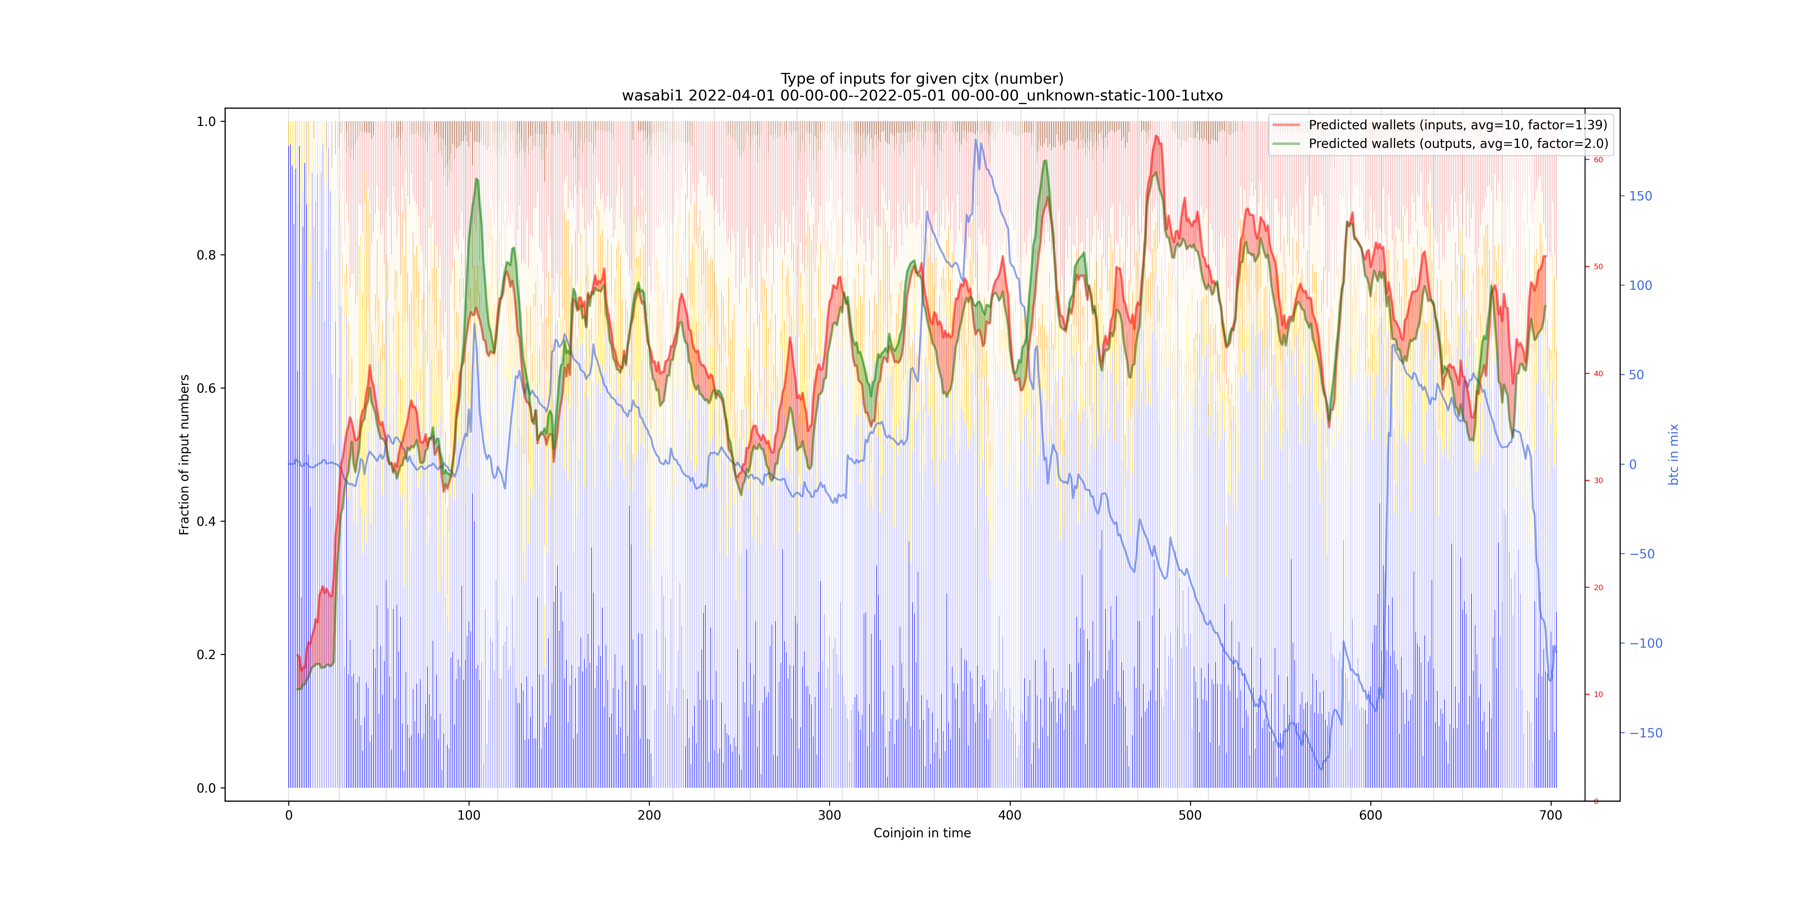 Type of inputs for given cjtx (number)
wasabi1 2022-04-01 00-00-00--2022-05-01 00-00-00_unknown-static-100-1utxo
Predicted wallets (inputs, avg=10, factor=1.39)
Predicted wallets (outputs, avg=10, factor=2.0)
Fraction of input numbers
1.0
0.8
0.6
0.4
0.2
0.0
0 100 200 300 400 500 600 700
Coinjoin in time
60
50
40
30
20
10
0
150
100
50
0
−50
−100
−150
btc in mix